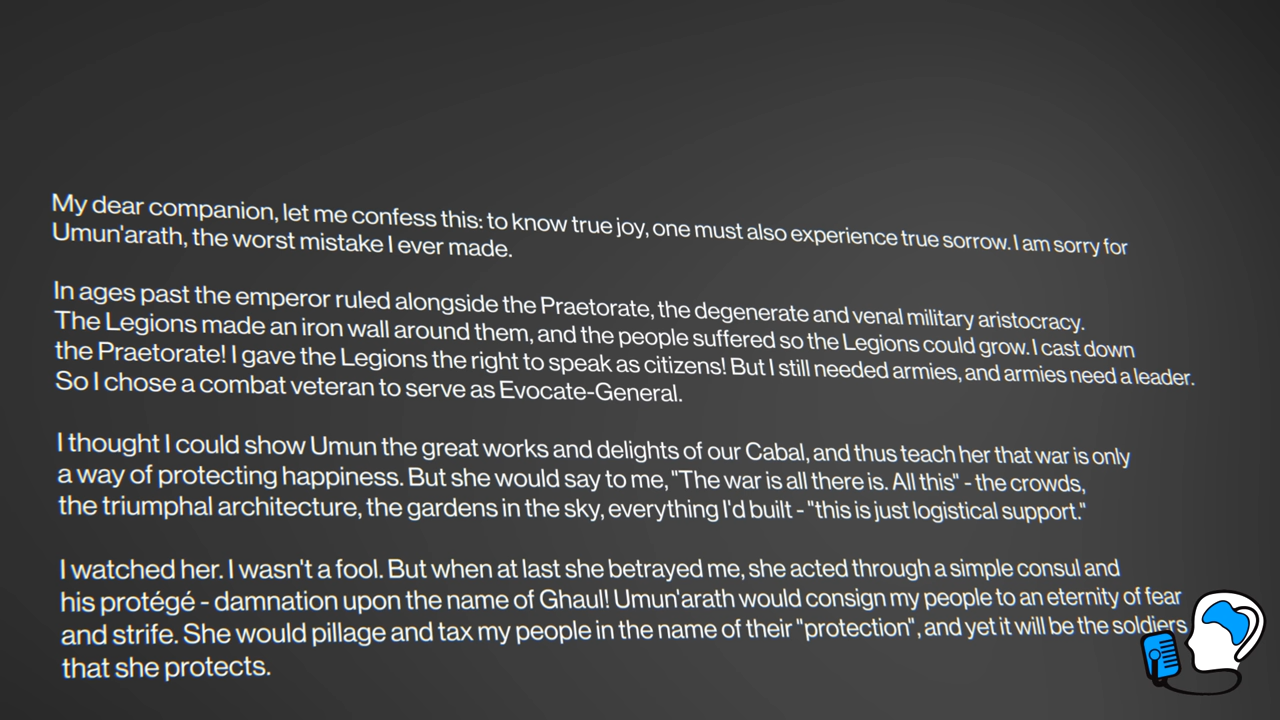 My dear companion, let me confess this: to know true joy, one must also experience true sorrow. I am sorry for
Umun'arath, the worst mistake I ever made.
In ages past the emperor ruled alongside the Praetorate, the degenerate and venal military aristocracy.
The Legions made an iron wall around them, and the people suffered so the Legions could grow. I cast down
the Praetorate! I gave the Legions the right to speak as citizens! But I still needed armies, and armies need a leader.
So I chose a combat veteran to serve as Evocate-General.
I thought I could show Umun the great works and delights of our Cabal, and thus teach her that war is only
a way of protecting happiness. But she would say to me, "The war is all there is. All this" - the crowds,
the triumphal architecture, the gardens in the sky, everything I'd built - "this is just logistical support."
I watched her. I wasn't a fool. But when at last she betrayed me, she acted through a simple consul and
his protégé - damnation upon the name of Ghaul! Umun'arath would consign my people to an eternity of fear
and strife. She would pillage and tax my people in the name of their "protection", and yet it will be the soldiers
that she protects.